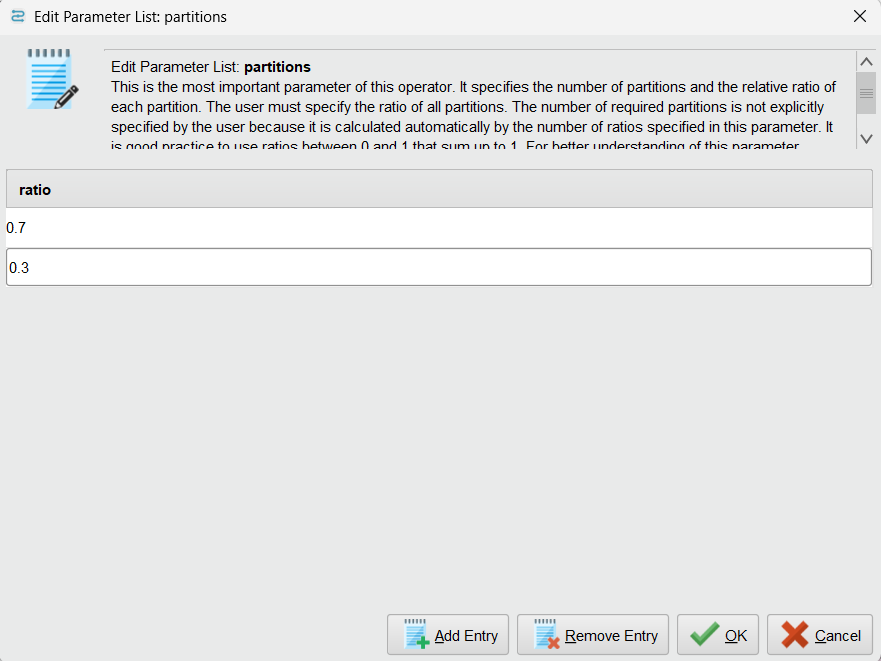 Edit Parameter List: partitions
Edit Parameter List: partitions
This is the most important parameter of this operator. It specifies the number of partitions and the relative ratio of
each partition. The user must specify the ratio of all partitions. The number of required partitions is not explicitly
specified by the user because it is calculated automatically by the number of ratios specified in this parameter. It
is good practice to use ratios between 0 and 1 that sum up to 1. For better understanding of this parameter
ratio
0.7
0.3
Add Entry
Remove Entry
OK
Cancel